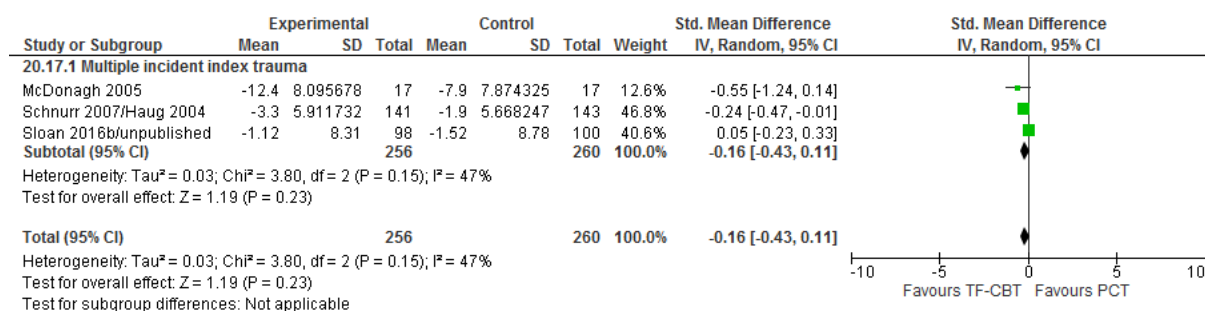 Experimental Control Std. Mean Difference Std. Mean Difference
Study or Subgroup Mean SD Total Mean SD Total Weight IV, Random, 95% CI IV, Random, 95% CI
20.17.1 Multiple incident index trauma
McDonagh 2005 -12.4 8.095678 17 -7.9 7.874325 17 12.6% -0.55 [-1.24, 0.14]
Schnurr 2007/Haug 2004 -3.3 5.911732 141 -1.9 5.668247 143 46.8% -0.24 [-0.47, -0.01]
Sloan 2016b/unpublished -1.12 8.31 98 -1.52 8.78 100 40.6% 0.05 [-0.23, 0.33]
Subtotal (95% CI) 256 260 100.0% -0.16 [-0.43, 0.11]
Heterogeneity: Tau² = 0.03; Chi² = 3.80, df = 2 (P = 0.15); I² = 47%
Test for overall effect: Z = 1.19 (P = 0.23)
Total (95% CI) 256 260 100.0% -0.16 [-0.43, 0.11]
Heterogeneity: Tau² = 0.03; Chi² = 3.80, df = 2 (P = 0.15); I² = 47%
Test for overall effect: Z = 1.19 (P = 0.23)
Test for subgroup differences: Not applicable
-10 -5 0 5 10
Favours TF-CBT Favours PCT